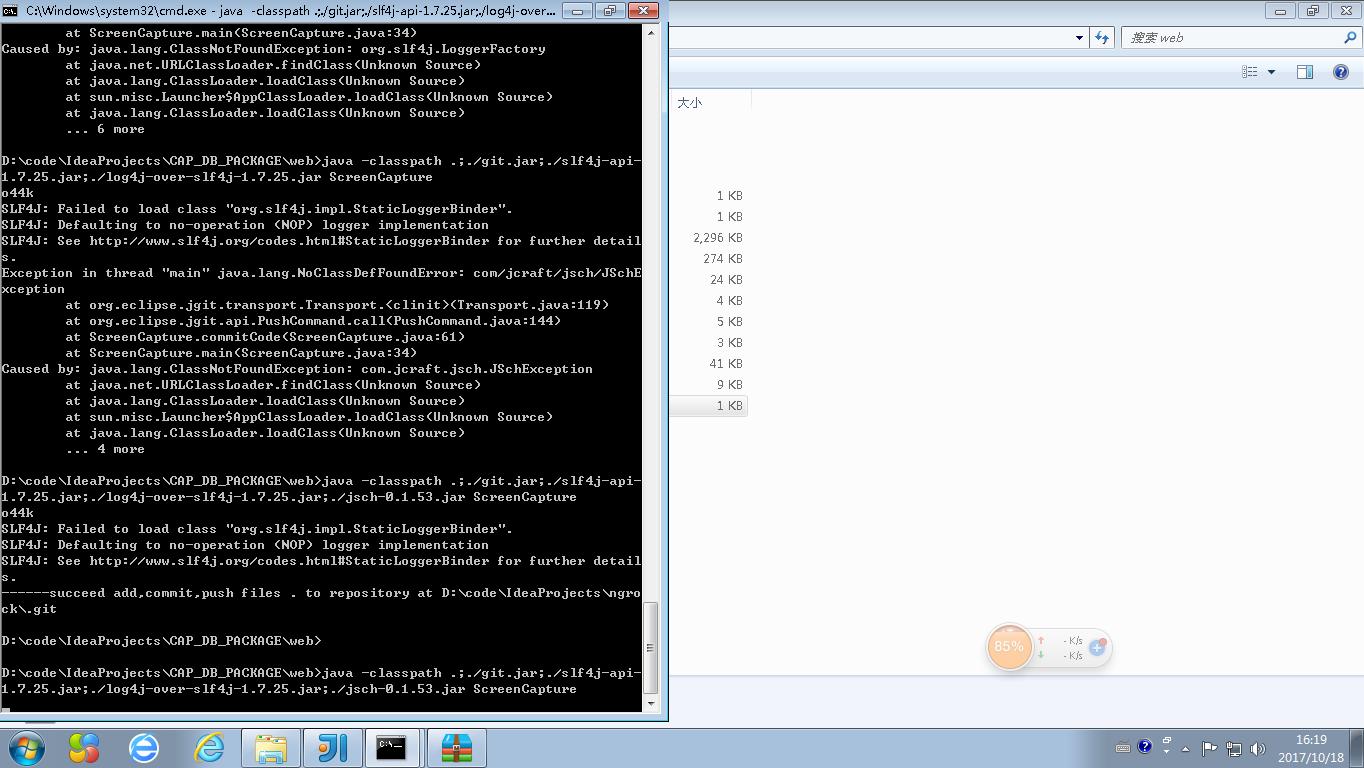 C:\Windows\system32\cmd.exe - java  -classpath .;./git.jar;./slf4j-api-1.7.25.jar;./log4j-over...
        at ScreenCapture.main(ScreenCapture.java:34)
Caused by: java.lang.ClassNotFoundException: org.slf4j.LoggerFactory
        at java.net.URLClassLoader.findClass(Unknown Source)
        at java.lang.ClassLoader.loadClass(Unknown Source)
        at sun.misc.Launcher$AppClassLoader.loadClass(Unknown Source)
        at java.lang.ClassLoader.loadClass(Unknown Source)
        ... 6 more
D:\code\IdeaProjects\CAP_DB_PACKAGE\web>java -classpath .;./git.jar;./slf4j-api-
1.7.25.jar;./log4j-over-slf4j-1.7.25.jar ScreenCapture
o44k
SLF4J: Failed to load class "org.slf4j.impl.StaticLoggerBinder".
SLF4J: Defaulting to no-operation (NOP) logger implementation
SLF4J: See http://www.slf4j.org/codes.html#StaticLoggerBinder for further detail
s.
Exception in thread "main" java.lang.NoClassDefFoundError: com/jcraft/jsch/JSchE
xception
        at org.eclipse.jgit.transport.Transport.<clinit>(Transport.java:119)
        at org.eclipse.jgit.api.PushCommand.call(PushCommand.java:144)
        at ScreenCapture.commitCode(ScreenCapture.java:61)
        at ScreenCapture.main(ScreenCapture.java:34)
Caused by: java.lang.ClassNotFoundException: com.jcraft.jsch.JSchException
        at java.net.URLClassLoader.findClass(Unknown Source)
        at java.lang.ClassLoader.loadClass(Unknown Source)
        at sun.misc.Launcher$AppClassLoader.loadClass(Unknown Source)
        at java.lang.ClassLoader.loadClass(Unknown Source)
        ... 4 more
D:\code\IdeaProjects\CAP_DB_PACKAGE\web>java -classpath .;./git.jar;./slf4j-api-
1.7.25.jar;./log4j-over-slf4j-1.7.25.jar;./jsch-0.1.53.jar ScreenCapture
o44k
SLF4J: Failed to load class "org.slf4j.impl.StaticLoggerBinder".
SLF4J: Defaulting to no-operation (NOP) logger implementation
SLF4J: See http://www.slf4j.org/codes.html#StaticLoggerBinder for further detail
s.
------succeed add,commit,push files . to repository at D:\code\IdeaProjects\ngro
ck\.git
D:\code\IdeaProjects\CAP_DB_PACKAGE\web>
D:\code\IdeaProjects\CAP_DB_PACKAGE\web>java -classpath .;./git.jar;./slf4j-api-
1.7.25.jar;./log4j-over-slf4j-1.7.25.jar;./jsch-0.1.53.jar ScreenCapture
搜索 web
大小
1 KB
1 KB
2,296 KB
274 KB
24 KB
4 KB
5 KB
3 KB
41 KB
9 KB
1 KB
85%
- K/s
- K/s
16:19
2017/10/18